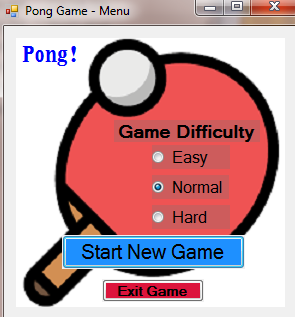 Pong Game - Menu
Pong!
Game Difficulty
Easy
Normal
Hard
Start New Game
Exit Game